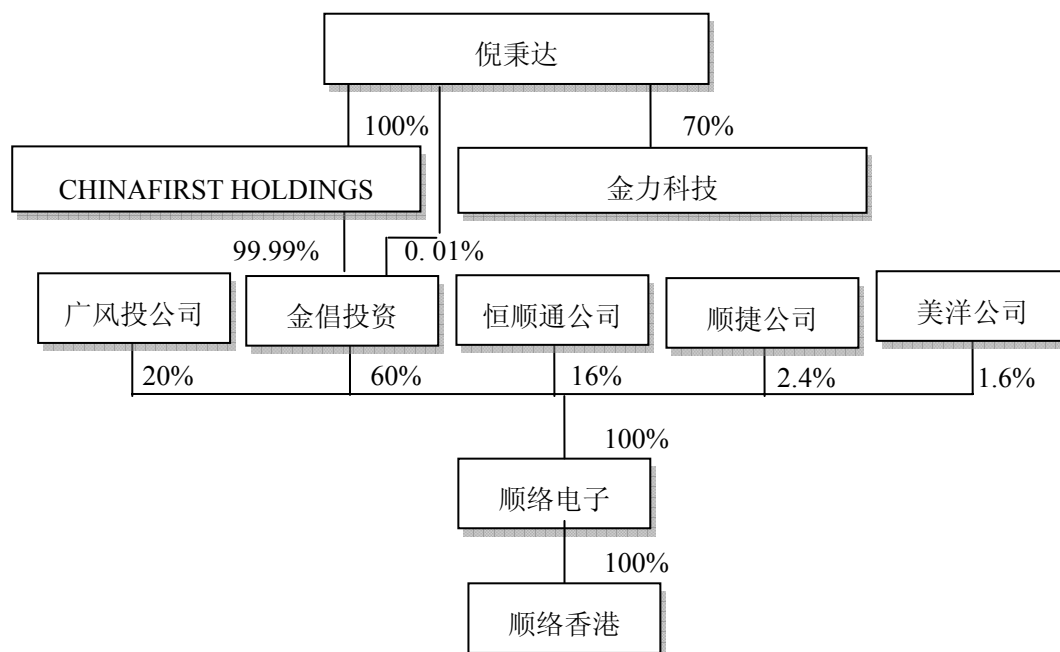 倪秉达
100%
70%
CHINAFIRST HOLDINGS
金力科技
99.99%
0. 01%
广风投公司
金倡投资
恒顺通公司
顺捷公司
美洋公司
20%
60%
16%
2.4%
1.6%
100%
顺络电子
100%
顺络香港